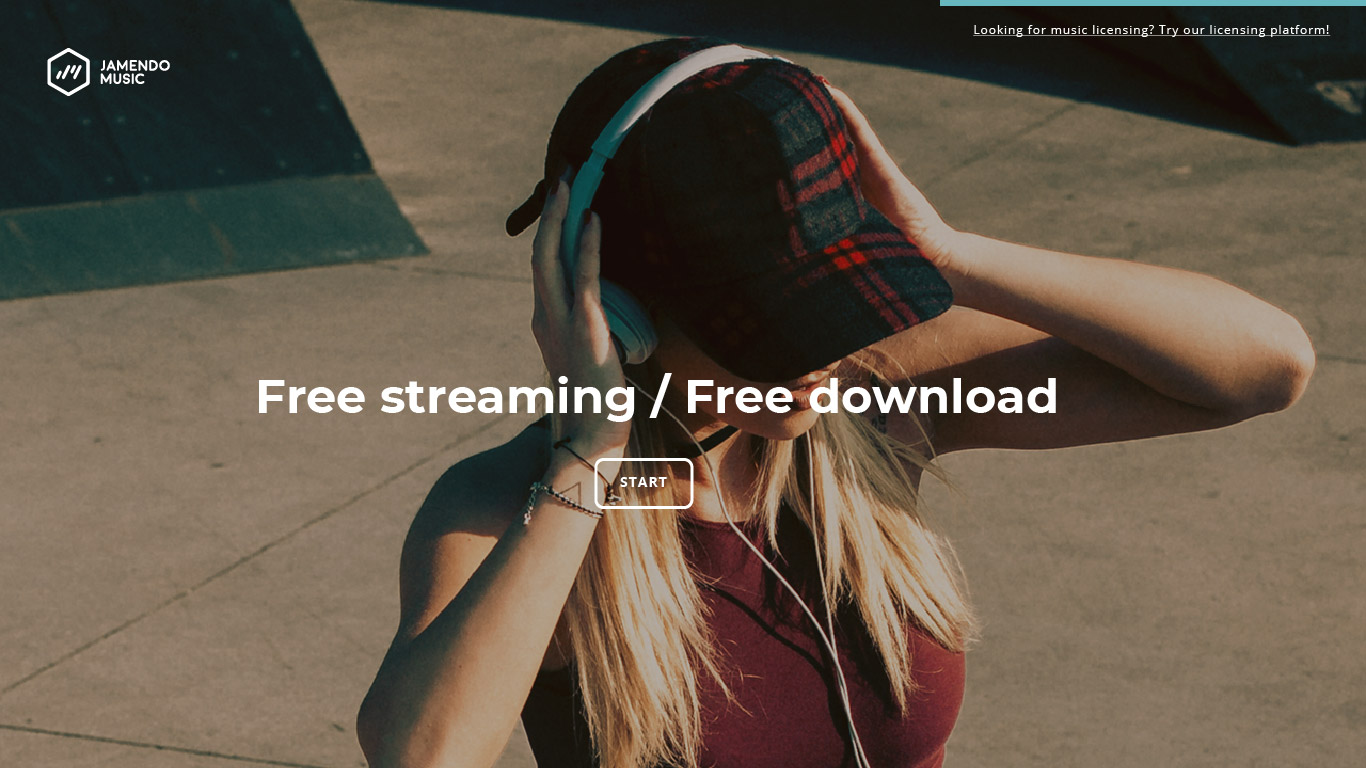 Looking for music licensing? Try our licensing platform!
JAMENDO
MUSIC
Free streaming / Free download
START